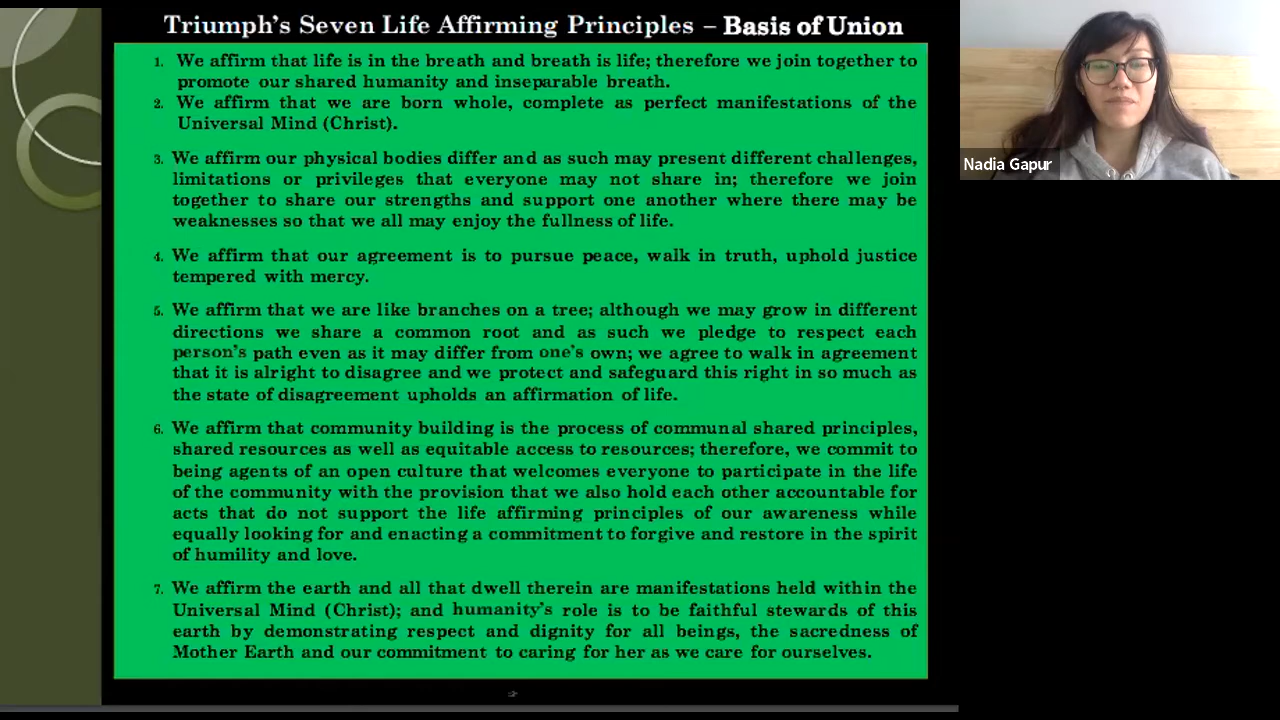 Triumph's Seven Life Affirming Principles – Basis of Union
1. We affirm that life is in the breath and breath is life; therefore we join together to
promote our shared humanity and inseparable breath.
2. We affirm that we are born whole, complete as perfect manifestations of the
Universal Mind (Christ).
3. We affirm our physical bodies differ and as such may present different challenges,
limitations or privileges that everyone may not share in; therefore we join
together to share our strengths and support one another where there may be
weaknesses so that we all may enjoy the fullness of life.
4. We affirm that our agreement is to pursue peace, walk in truth, uphold justice
tempered with mercy.
5. We affirm that we are like branches on a tree; although we may grow in different
directions we share a common root and as such we pledge to respect each
person's path even as it may differ from one's own; we agree to walk in agreement
that it is alright to disagree and we protect and safeguard this right in so much as
the state of disagreement upholds an affirmation of life.
6. We affirm that community building is the process of communal shared principles,
shared resources as well as equitable access to resources; therefore, we commit to
being agents of an open culture that welcomes everyone to participate in the life
of the community with the provision that we also hold each other accountable for
acts that do not support the life affirming principles of our awareness while
equally looking for and enacting a commitment to forgive and restore in the spirit
of humility and love.
7. We affirm the earth and all that dwell therein are manifestations held within the
Universal Mind (Christ); and humanity's role is to be faithful stewards of this
earth by demonstrating respect and dignity for all beings, the sacredness of
Mother Earth and our commitment to caring for her as we care for ourselves.
Nadia Gapur